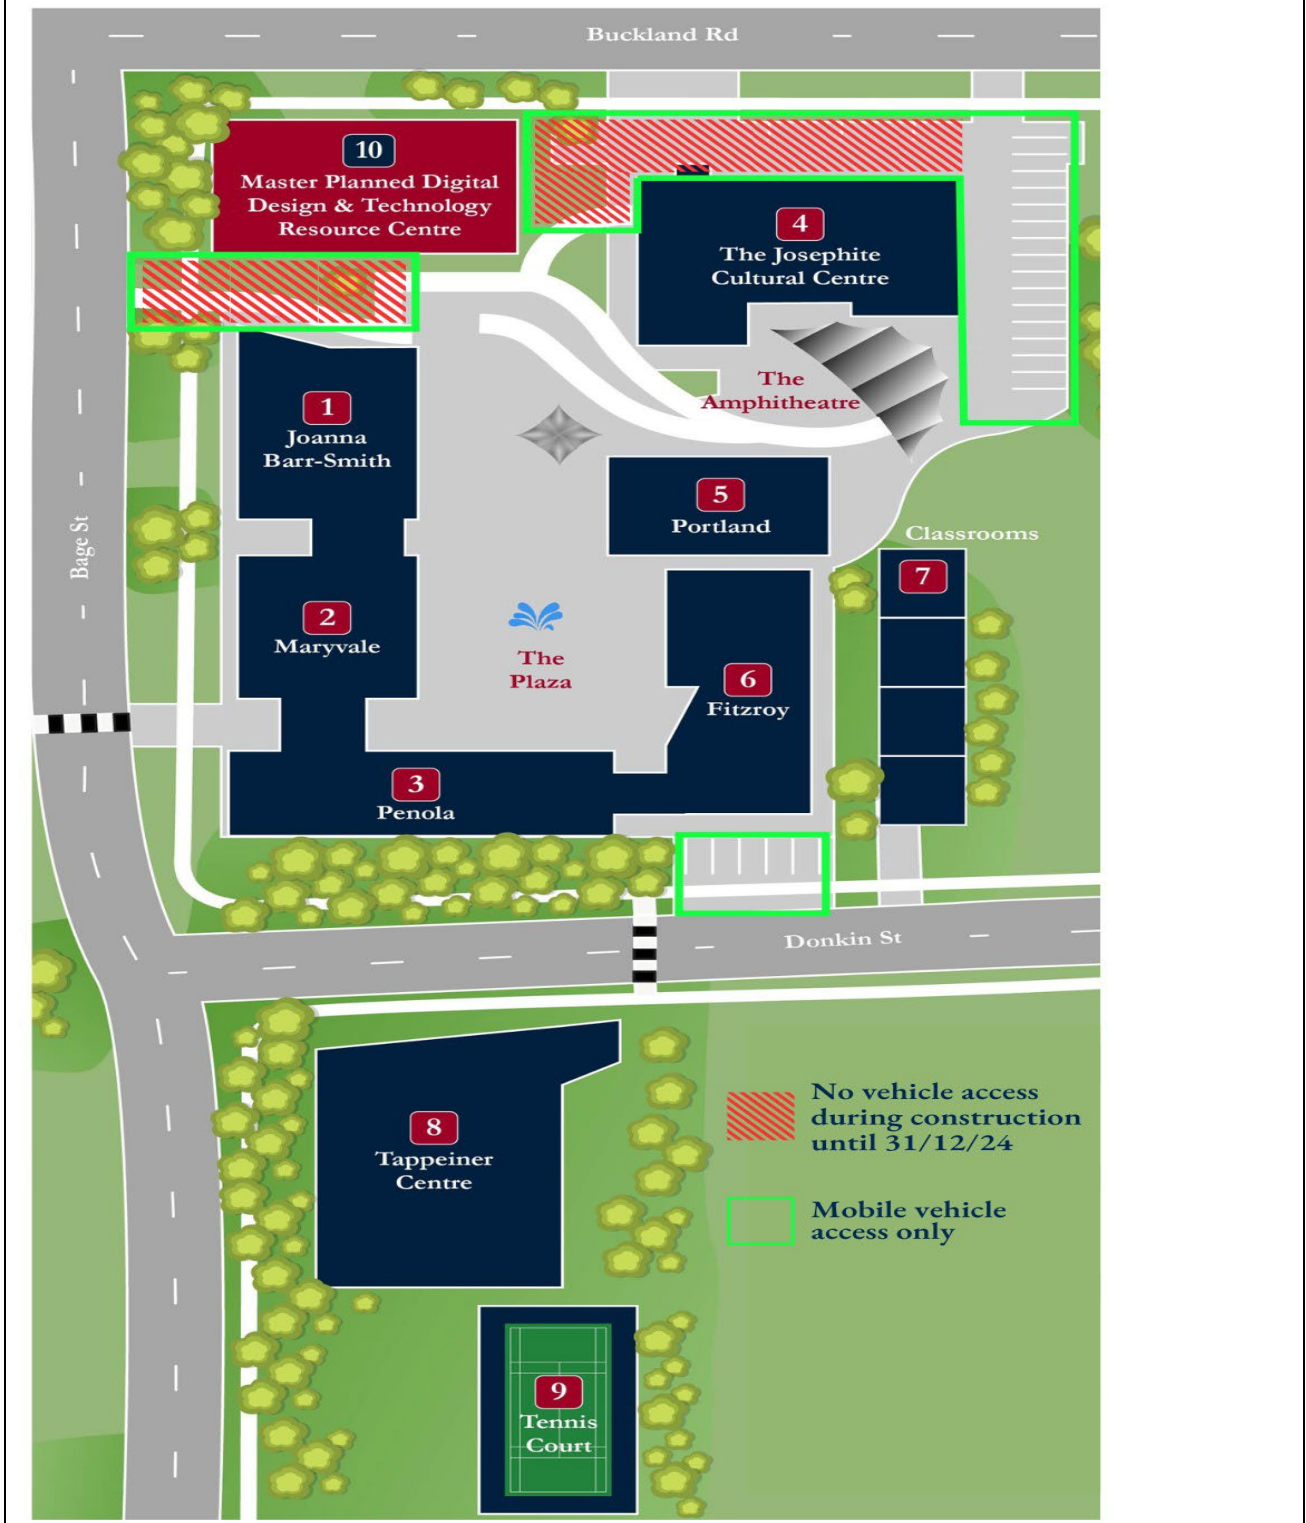 Buckland Rd
10
Master Planned Digital
Design & Technology
Resource Centre
4
The Josephite
Cultural Centre
The
Amphitheatre
1
Joanna
Barr-Smith
5
Portland
Bage St
Classrooms
7
2
Maryvale
The
Plaza
6
Fitzroy
3
Penola
Donkin St
8
Tappeiner
Centre
No vehicle access
during construction
until 31/12/24
Mobile vehicle
access only
9
Tennis
Court